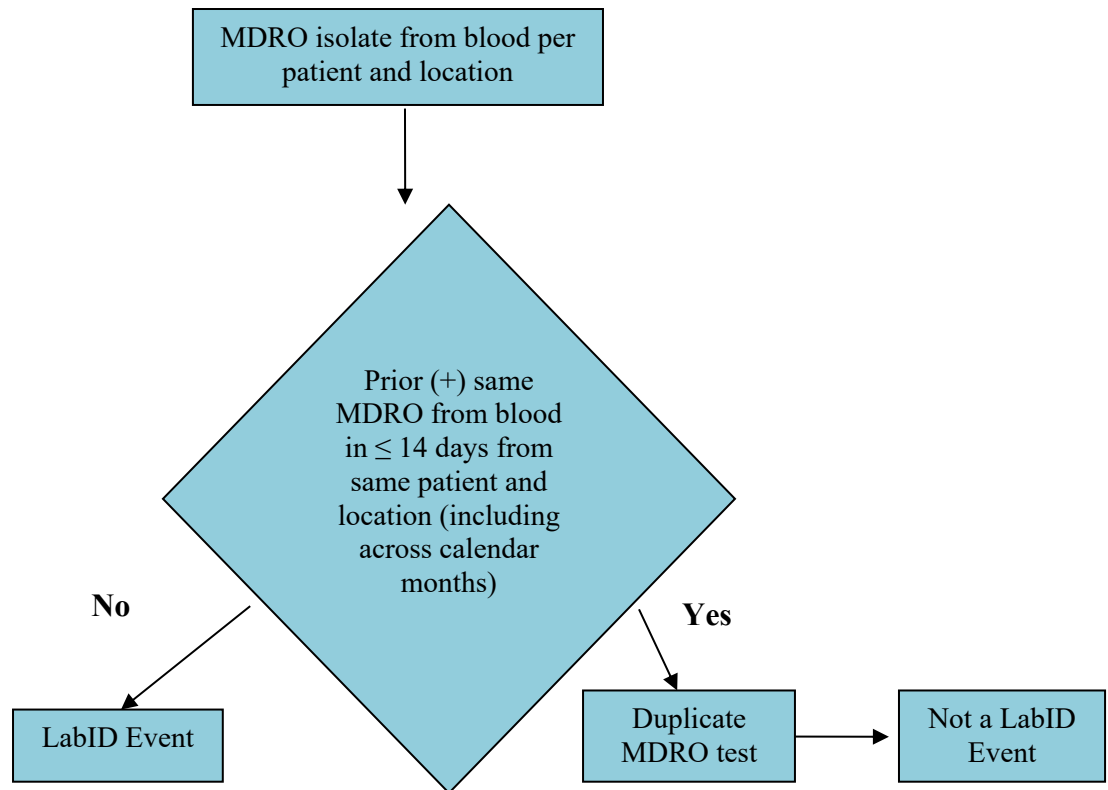 MDRO isolate from blood per
patient and location
Prior (+) same
MDRO from blood
in ≤ 14 days from
same patient and
location (including
across calendar
months)
No
Yes
LabID Event
Duplicate
MDRO test
Not a LabID
Event